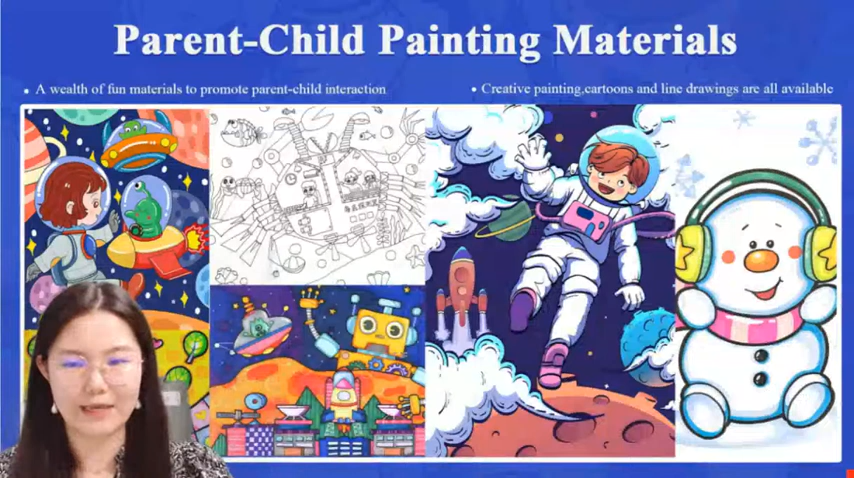 Parent-Child Painting Materials
• A wealth of fun materials to promote parent-child interaction
• Creative painting,cartoons and line drawings are all available